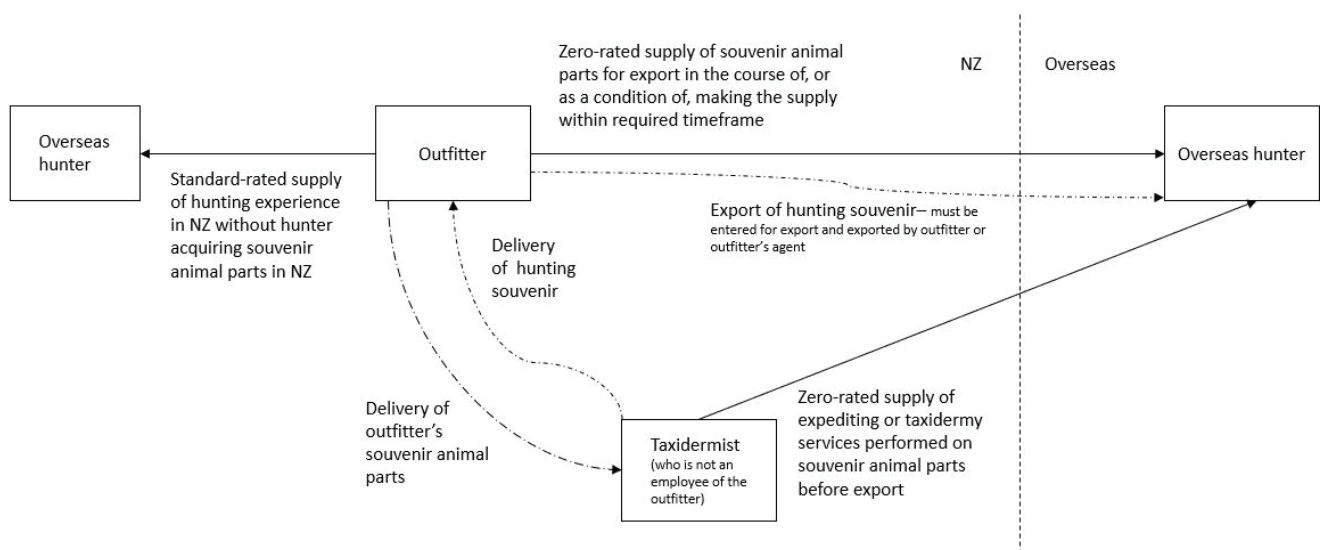 Zero-rated supply of souvenir animal
parts for export in the course of, or
as a condition of, making the supply
within required timeframe
NZ
Overseas
Overseas
hunter
Outfitter
Overseas hunter
Standard-rated supply
of hunting experience
in NZ without hunter
acquiring souvenir
animal parts in NZ
Export of hunting souvenir– must be
entered for export and exported by outfitter or
outfitter's agent
Delivery
of hunting
souvenir
Delivery of
outfitter's
souvenir animal
parts
Taxidermist
(who is not an
employee of the
outfitter)
Zero-rated supply of
expediting or taxidermy
services performed on
souvenir animal parts
before export